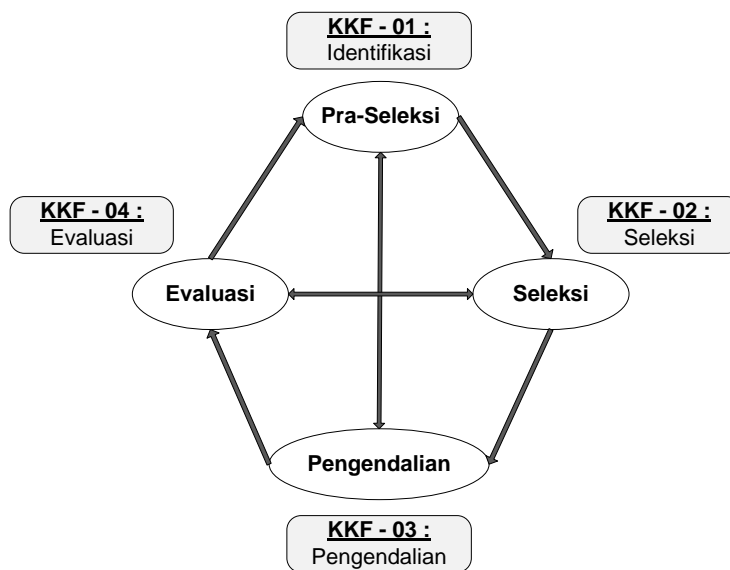 KKF - 01 :
Identifikasi
Pra-Seleksi
KKF - 04 :
Evaluasi
KKF - 02 :
Seleksi
Evaluasi
Seleksi
Pengendalian
KKF - 03 :
Pengendalian